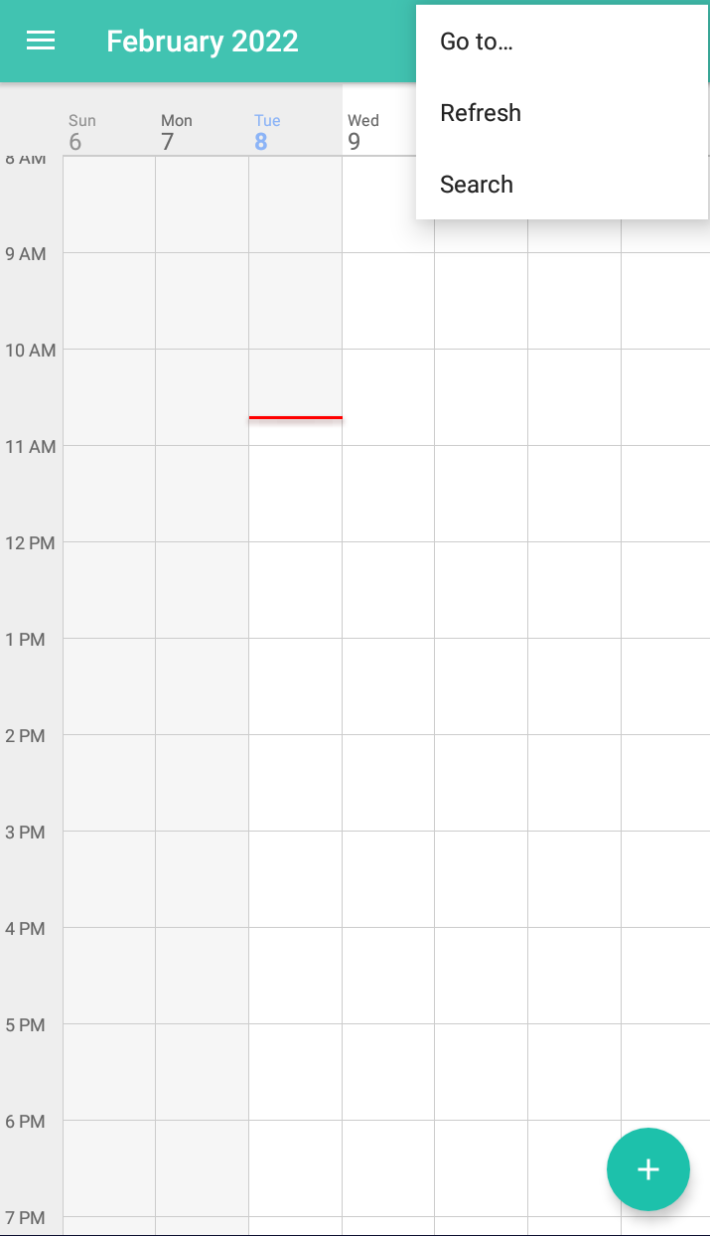 February 2022
Go to...
Refresh
Search
Sun
6
Mon
7
Tue
8
Wed
9
8 AM
9 AM
10 AM
11 AM
12 PM
1 PM
2 PM
3 PM
4 PM
5 PM
6 PM
7 PM